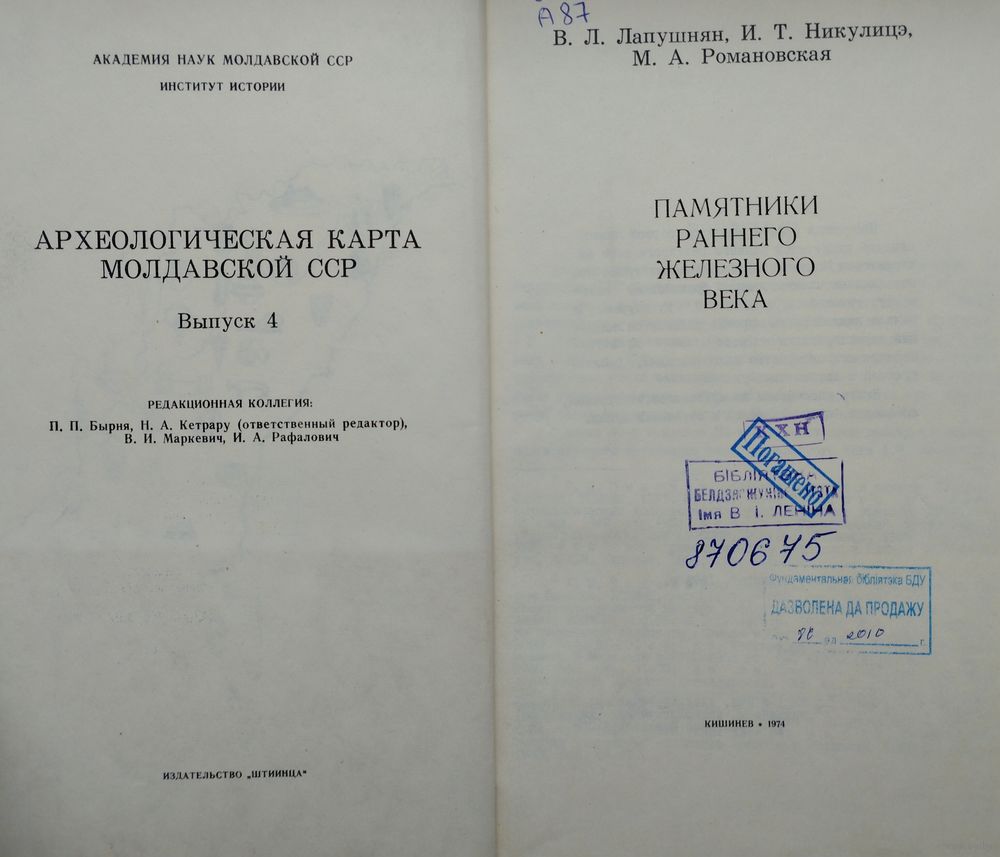 АКАДЕМИЯ НАУК МОЛДАВСКОЙ ССР
ИНСТИТУТ ИСТОРИИ
АРХЕОЛОГИЧЕСКАЯ КАРТА
МОЛДАВСКОЙ ССР
Выпуск 4
РЕДАКЦИОННАЯ КОЛЛЕГИЯ:
П. П. Бырня, Н. А. Кетрару (ответственный редактор),
В. И. Маркевич, И. А. Рафалович
ИЗДАТЕЛЬСТВО „ШТИИНЦА"
А87
В. Л. Лапушнян, И. Т. Никулицэ,
М. А. Романовская
ПАМЯТНИКИ
РАННЕГО
ЖЕЛЕЗНОГО
ВЕКА
Погашено
імя В. І. ЛЕНІНА
870675
Фундаментальная бібліятэка БДУ
ДАЗВОЛЕНА ДА ПРОДАЖУ
2010 г.
КИШИНЕВ • 1974